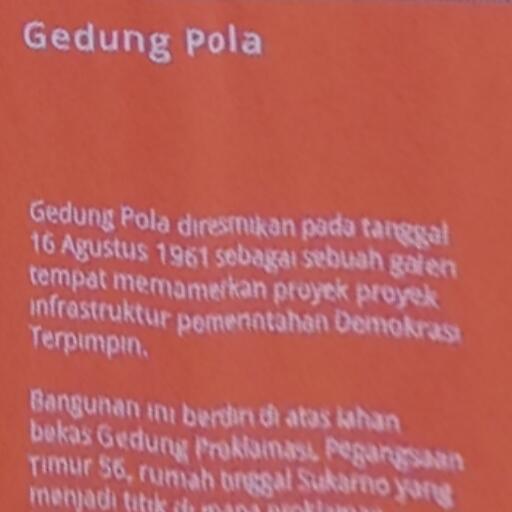 Gedung Pola
Gedung Pola diresmikan pada tanggal
16 Agustus 1961 sebagai sebuah galeri
tempat memamerkan proyek proyek
infrastruktur pemerintahan Demokrasi
Terpimpin.
Bangunan ini berdiri di atas lahan
bekas Gedung Proklamasi, Pegangsaan
Timur 56, rumah tinggal Sukarno yang
menjadi titik di mana proklamasi